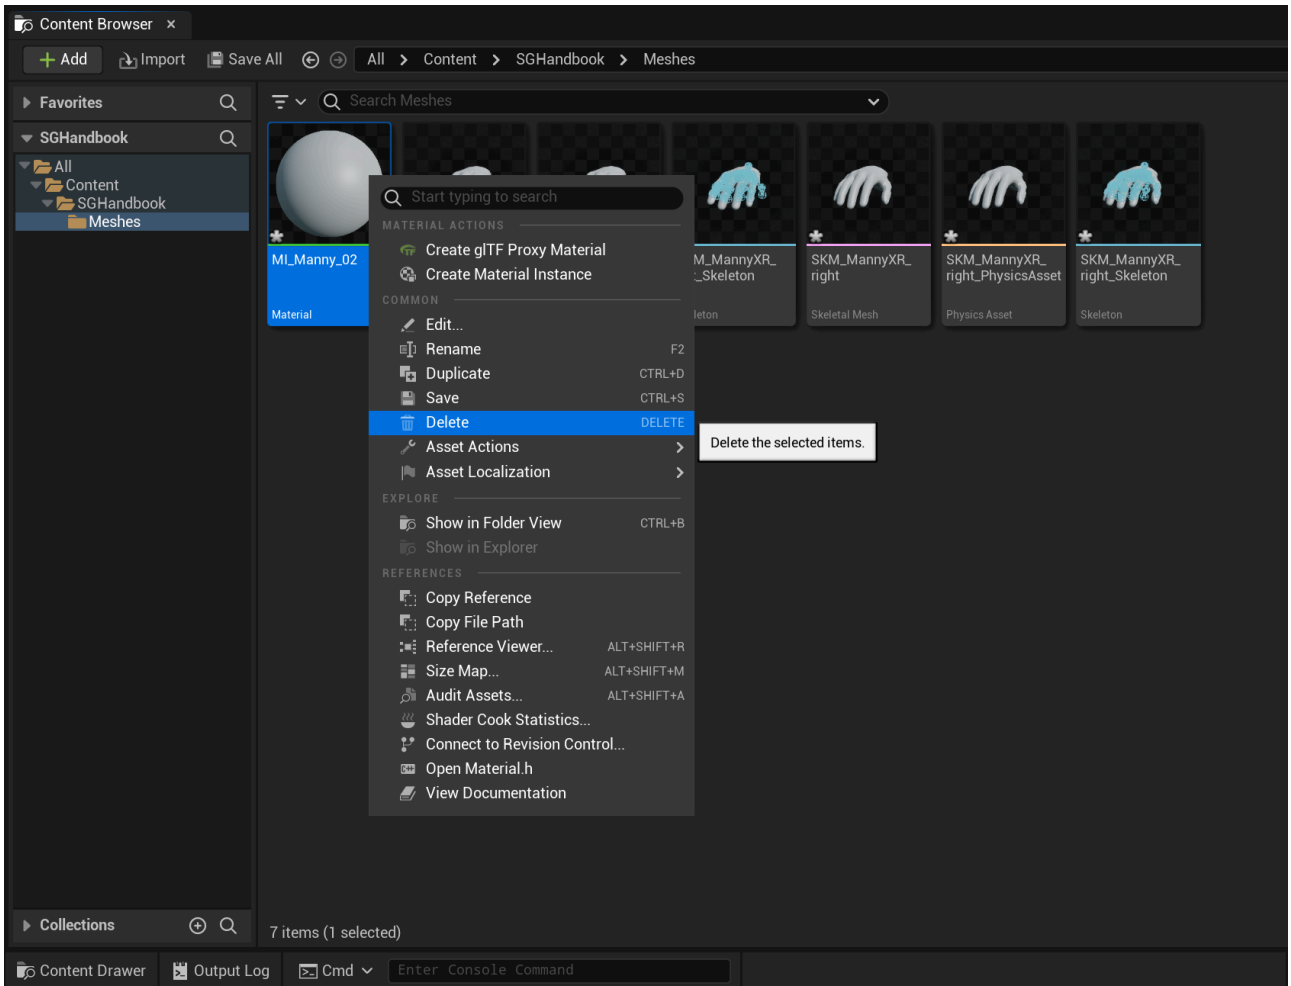 Content Browser
Add
Import
Save All
All > Content > SGHandbook > Meshes
Favorites
Search Meshes
SGHandbook
All
Content
SGHandbook
Meshes
MI_Manny_02
Material
M_MannyXR_
t_Skeleton
leton
SKM_MannyXR_
right
Skeletal Mesh
SKM_MannyXR_
right_PhysicsAsset
Physics Asset
SKM_MannyXR_
right_Skeleton
Skeleton
Start typing to search
MATERIAL ACTIONS
Create glTF Proxy Material
Create Material Instance
COMMON
Edit...
Rename F2
Duplicate CTRL+D
Save CTRL+S
Delete DELETE
Delete the selected items.
Asset Actions
Asset Localization
EXPLORE
Show in Folder View CTRL+B
Show in Explorer
REFERENCES
Copy Reference
Copy File Path
Reference Viewer... ALT+SHIFT+R
Size Map... ALT+SHIFT+M
Audit Assets... ALT+SHIFT+A
Shader Cook Statistics...
Connect to Revision Control...
Open Material.h
View Documentation
Collections
7 items (1 selected)
Content Drawer
Output Log
Cmd
Enter Console Command